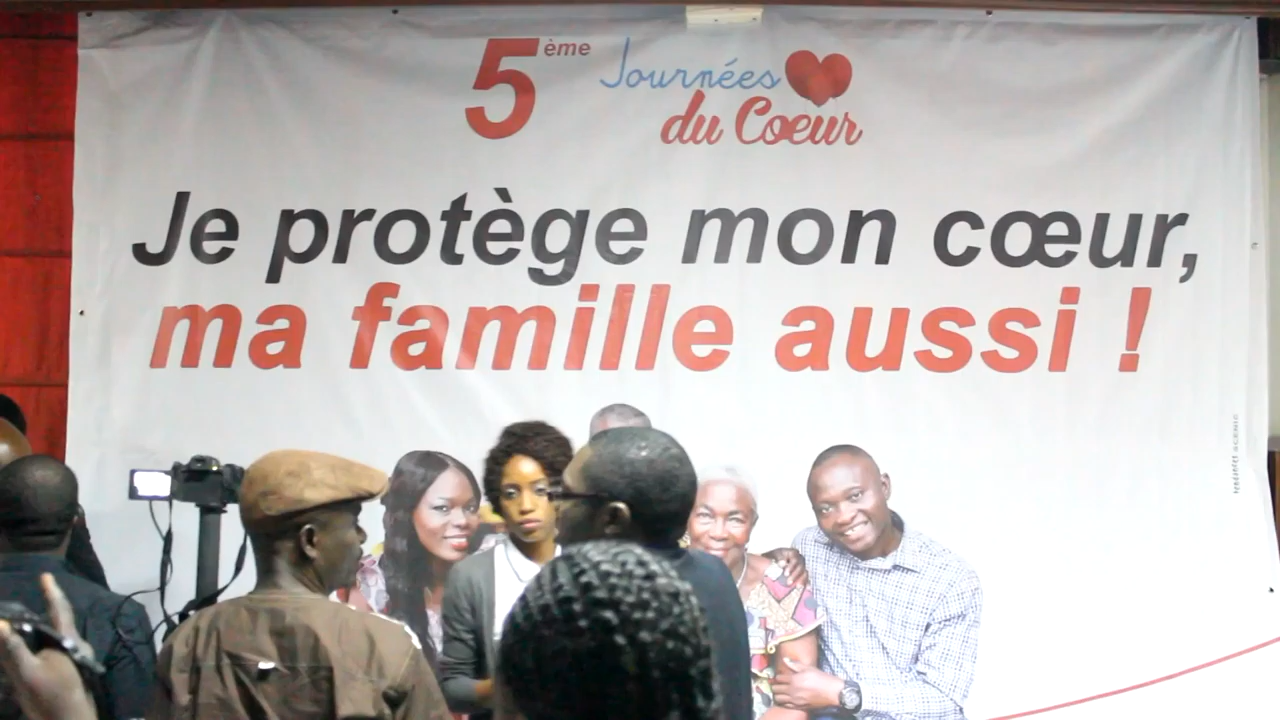 5ème Journées
du Coeur
Je protège mon cœur,
ma famille aussi !